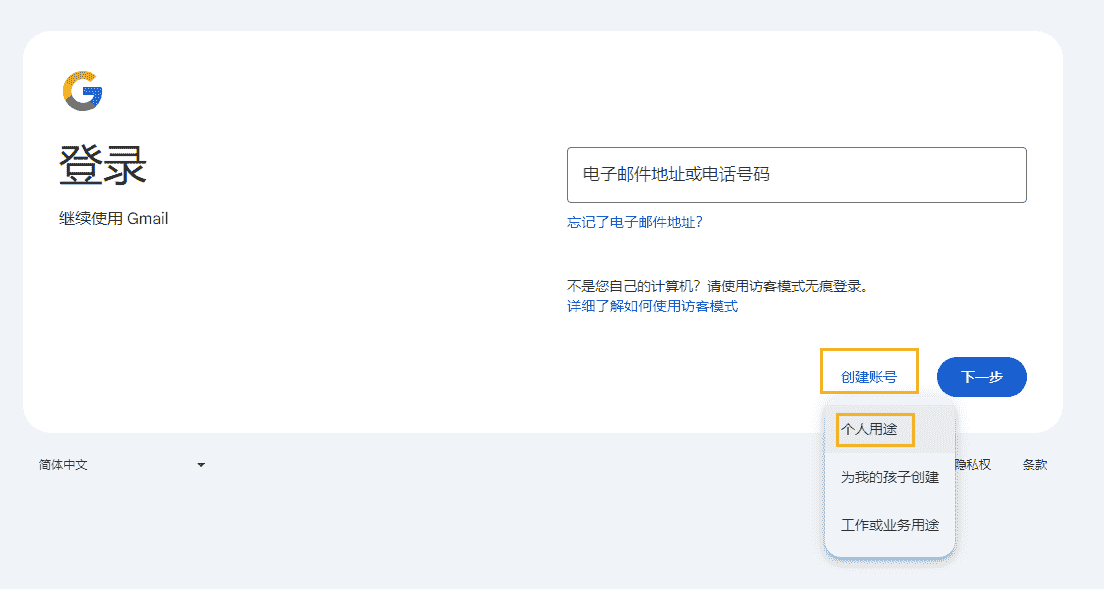 登录
继续使用 Gmail
电子邮件地址或电话号码
忘记了电子邮件地址?
不是您自己的计算机？请使用访客模式无痕登录。
详细了解如何使用访客模式
创建账号
下一步
个人用途
为我的孩子创建
工作或业务用途
简体中文
隐私权
条款